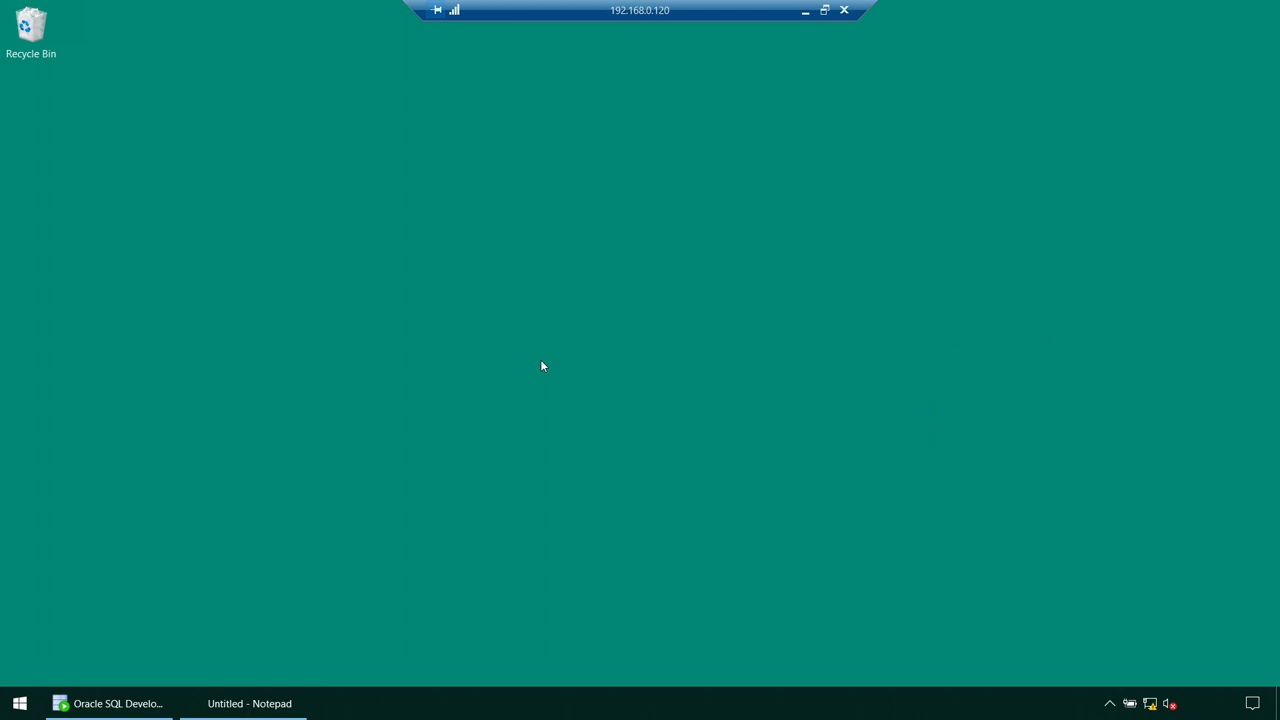 192.168.0.120
Recycle Bin
Oracle SQL Develo...
Untitled - Notepad